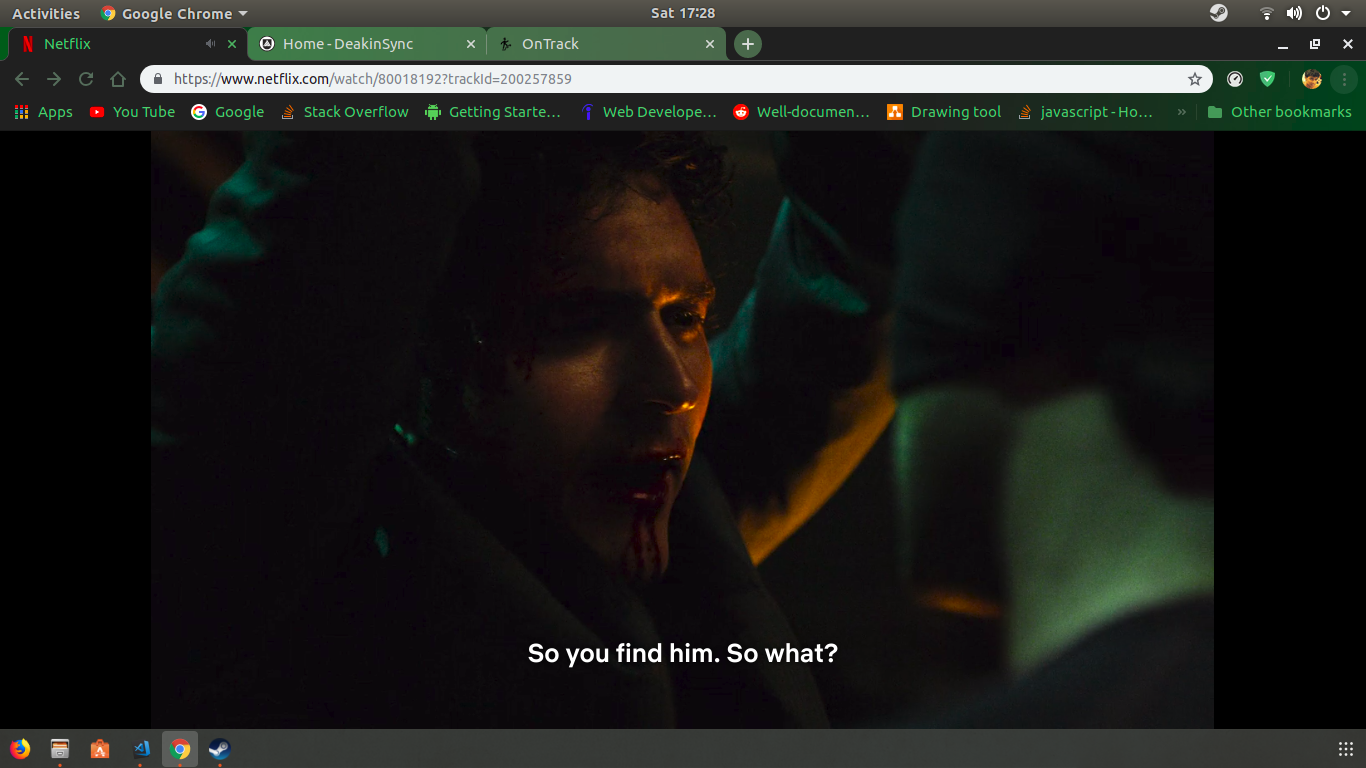 Activities Google Chrome Sat 17:28
Netflix Home - DeakinSync OnTrack
https://www.netflix.com/watch/80018192?trackId=200257859
Apps You Tube Google Stack Overflow Getting Starte... Web Develope... Well-documen... Drawing tool javascript - Ho... » Other bookmarks
So you find him. So what?